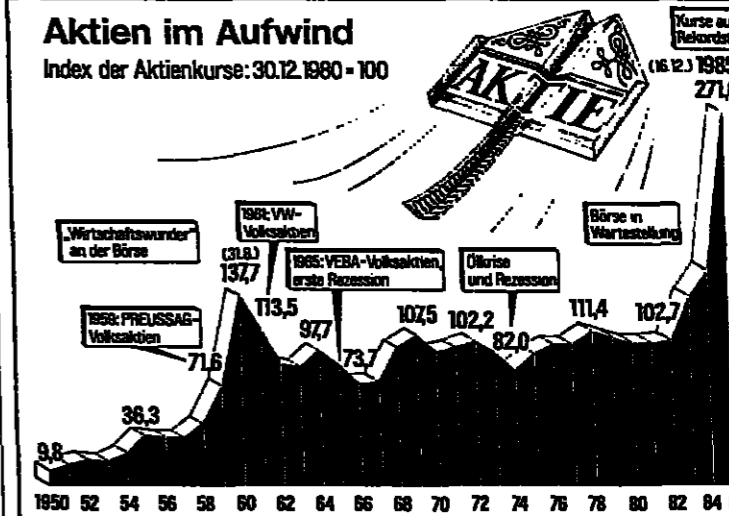 Aktien im Aufwind
Index der Aktienkurse: 30.12.1980 = 100
AKTIE
Kurse
(16.12.) 1985
271,
„Wirtschaftswunder"
an der Börse
1961: VW-
Volksaktien
(31.8.)
137,7
113,5
1965: VEBA-Volksaktien,
erste Rezession
Ölkrise
und Rezession
Börse in
Wartestellung
1959: PREUSSAG-
Volksaktien
71,6
97,7
73,7
107,5
102,2
82,0
111,4
102,7
36,3
9,8
1950 52 54 56 58 60 62 64 66 68 70 72 74 76 78 80 82 84